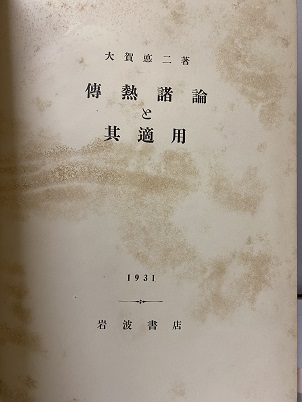 大賀悳二著
傳熱諸論
と
其適用
1931
岩波書店